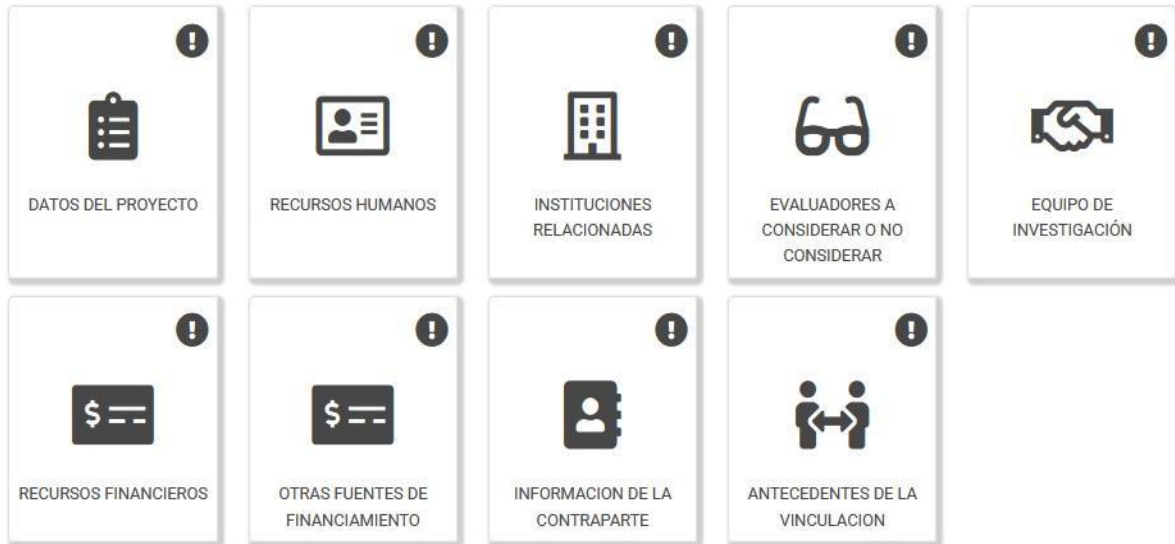 DATOS DEL PROYECTO
RECURSOS HUMANOS
INSTITUCIONES
RELACIONADAS
EVALUADORES A
CONSIDERAR O NO
CONSIDERAR
EQUIPO DE
INVESTIGACIÓN
RECURSOS FINANCIEROS
OTRAS FUENTES DE
FINANCIAMIENTO
INFORMACION DE LA
CONTRAPARTE
ANTECEDENTES DE LA
VINCULACION